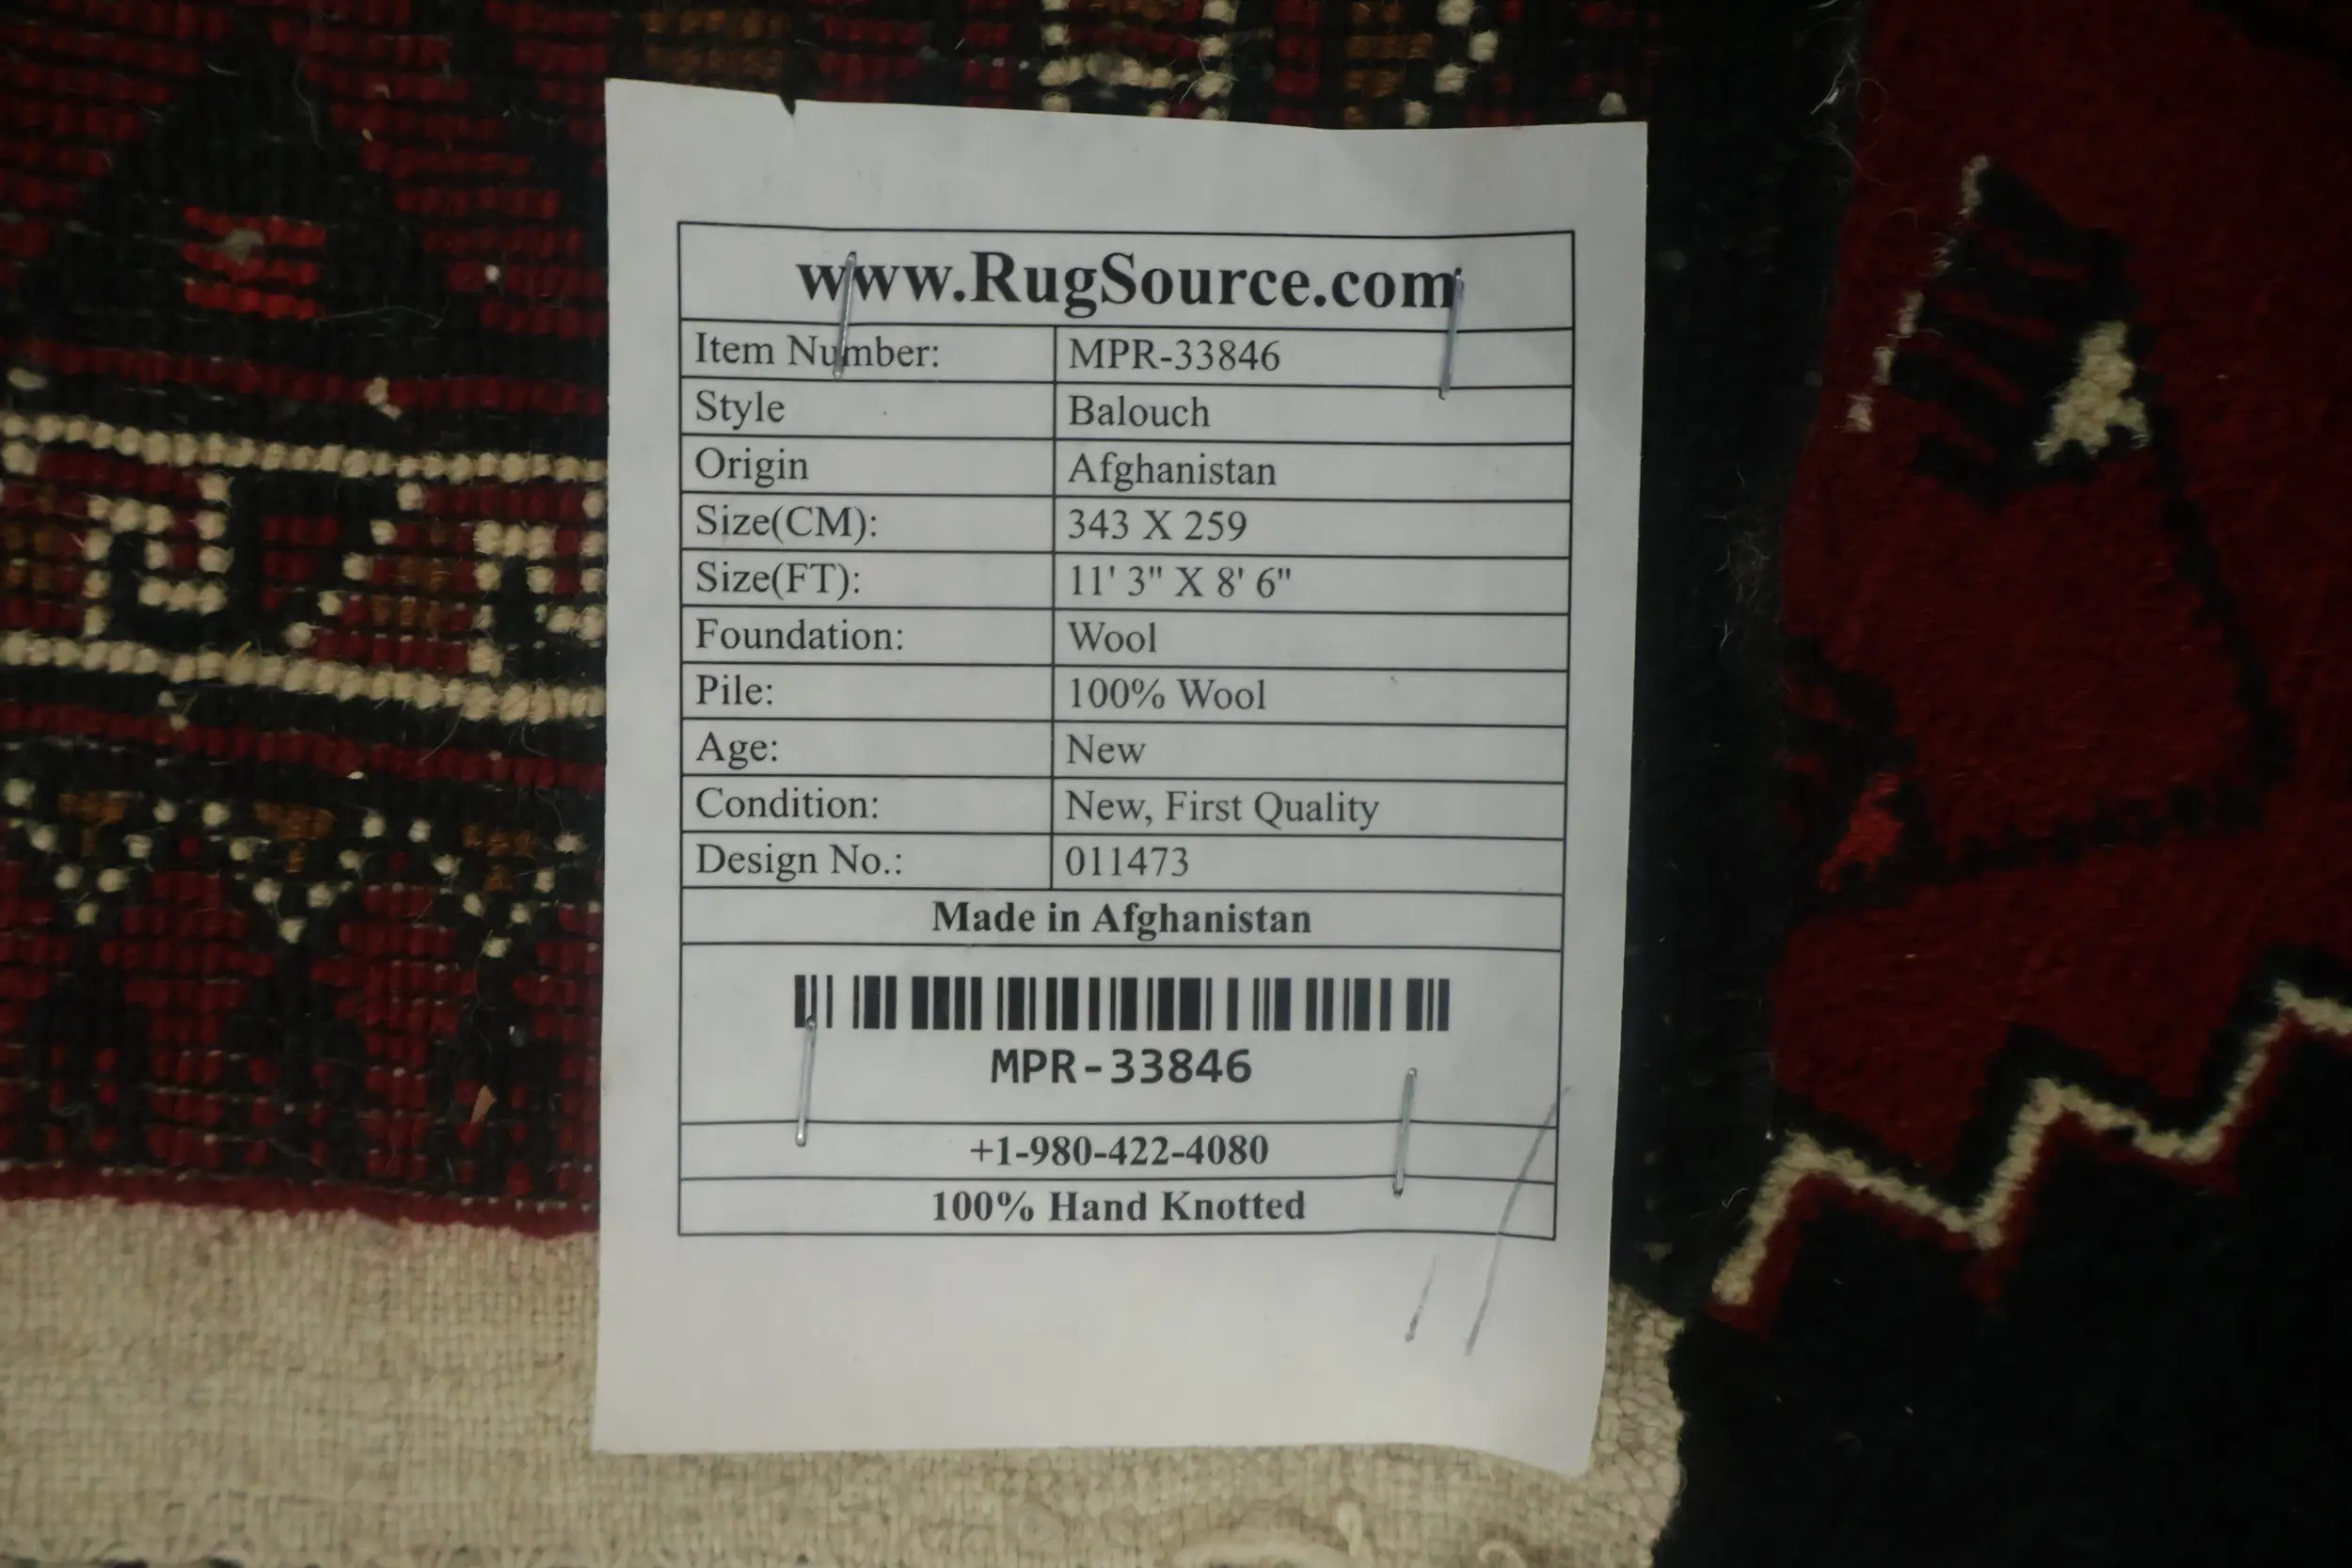 www.RugSource.com
Item Number: MPR-33846
Style Balouch
Origin Afghanistan
Size(CM): 343 X 259
Size(FT): 11' 3" X 8' 6"
Foundation: Wool
Pile: 100% Wool
Age: New
Condition: New, First Quality
Design No.: 011473
Made in Afghanistan
MPR-33846
+1-980-422-4080
100% Hand Knotted